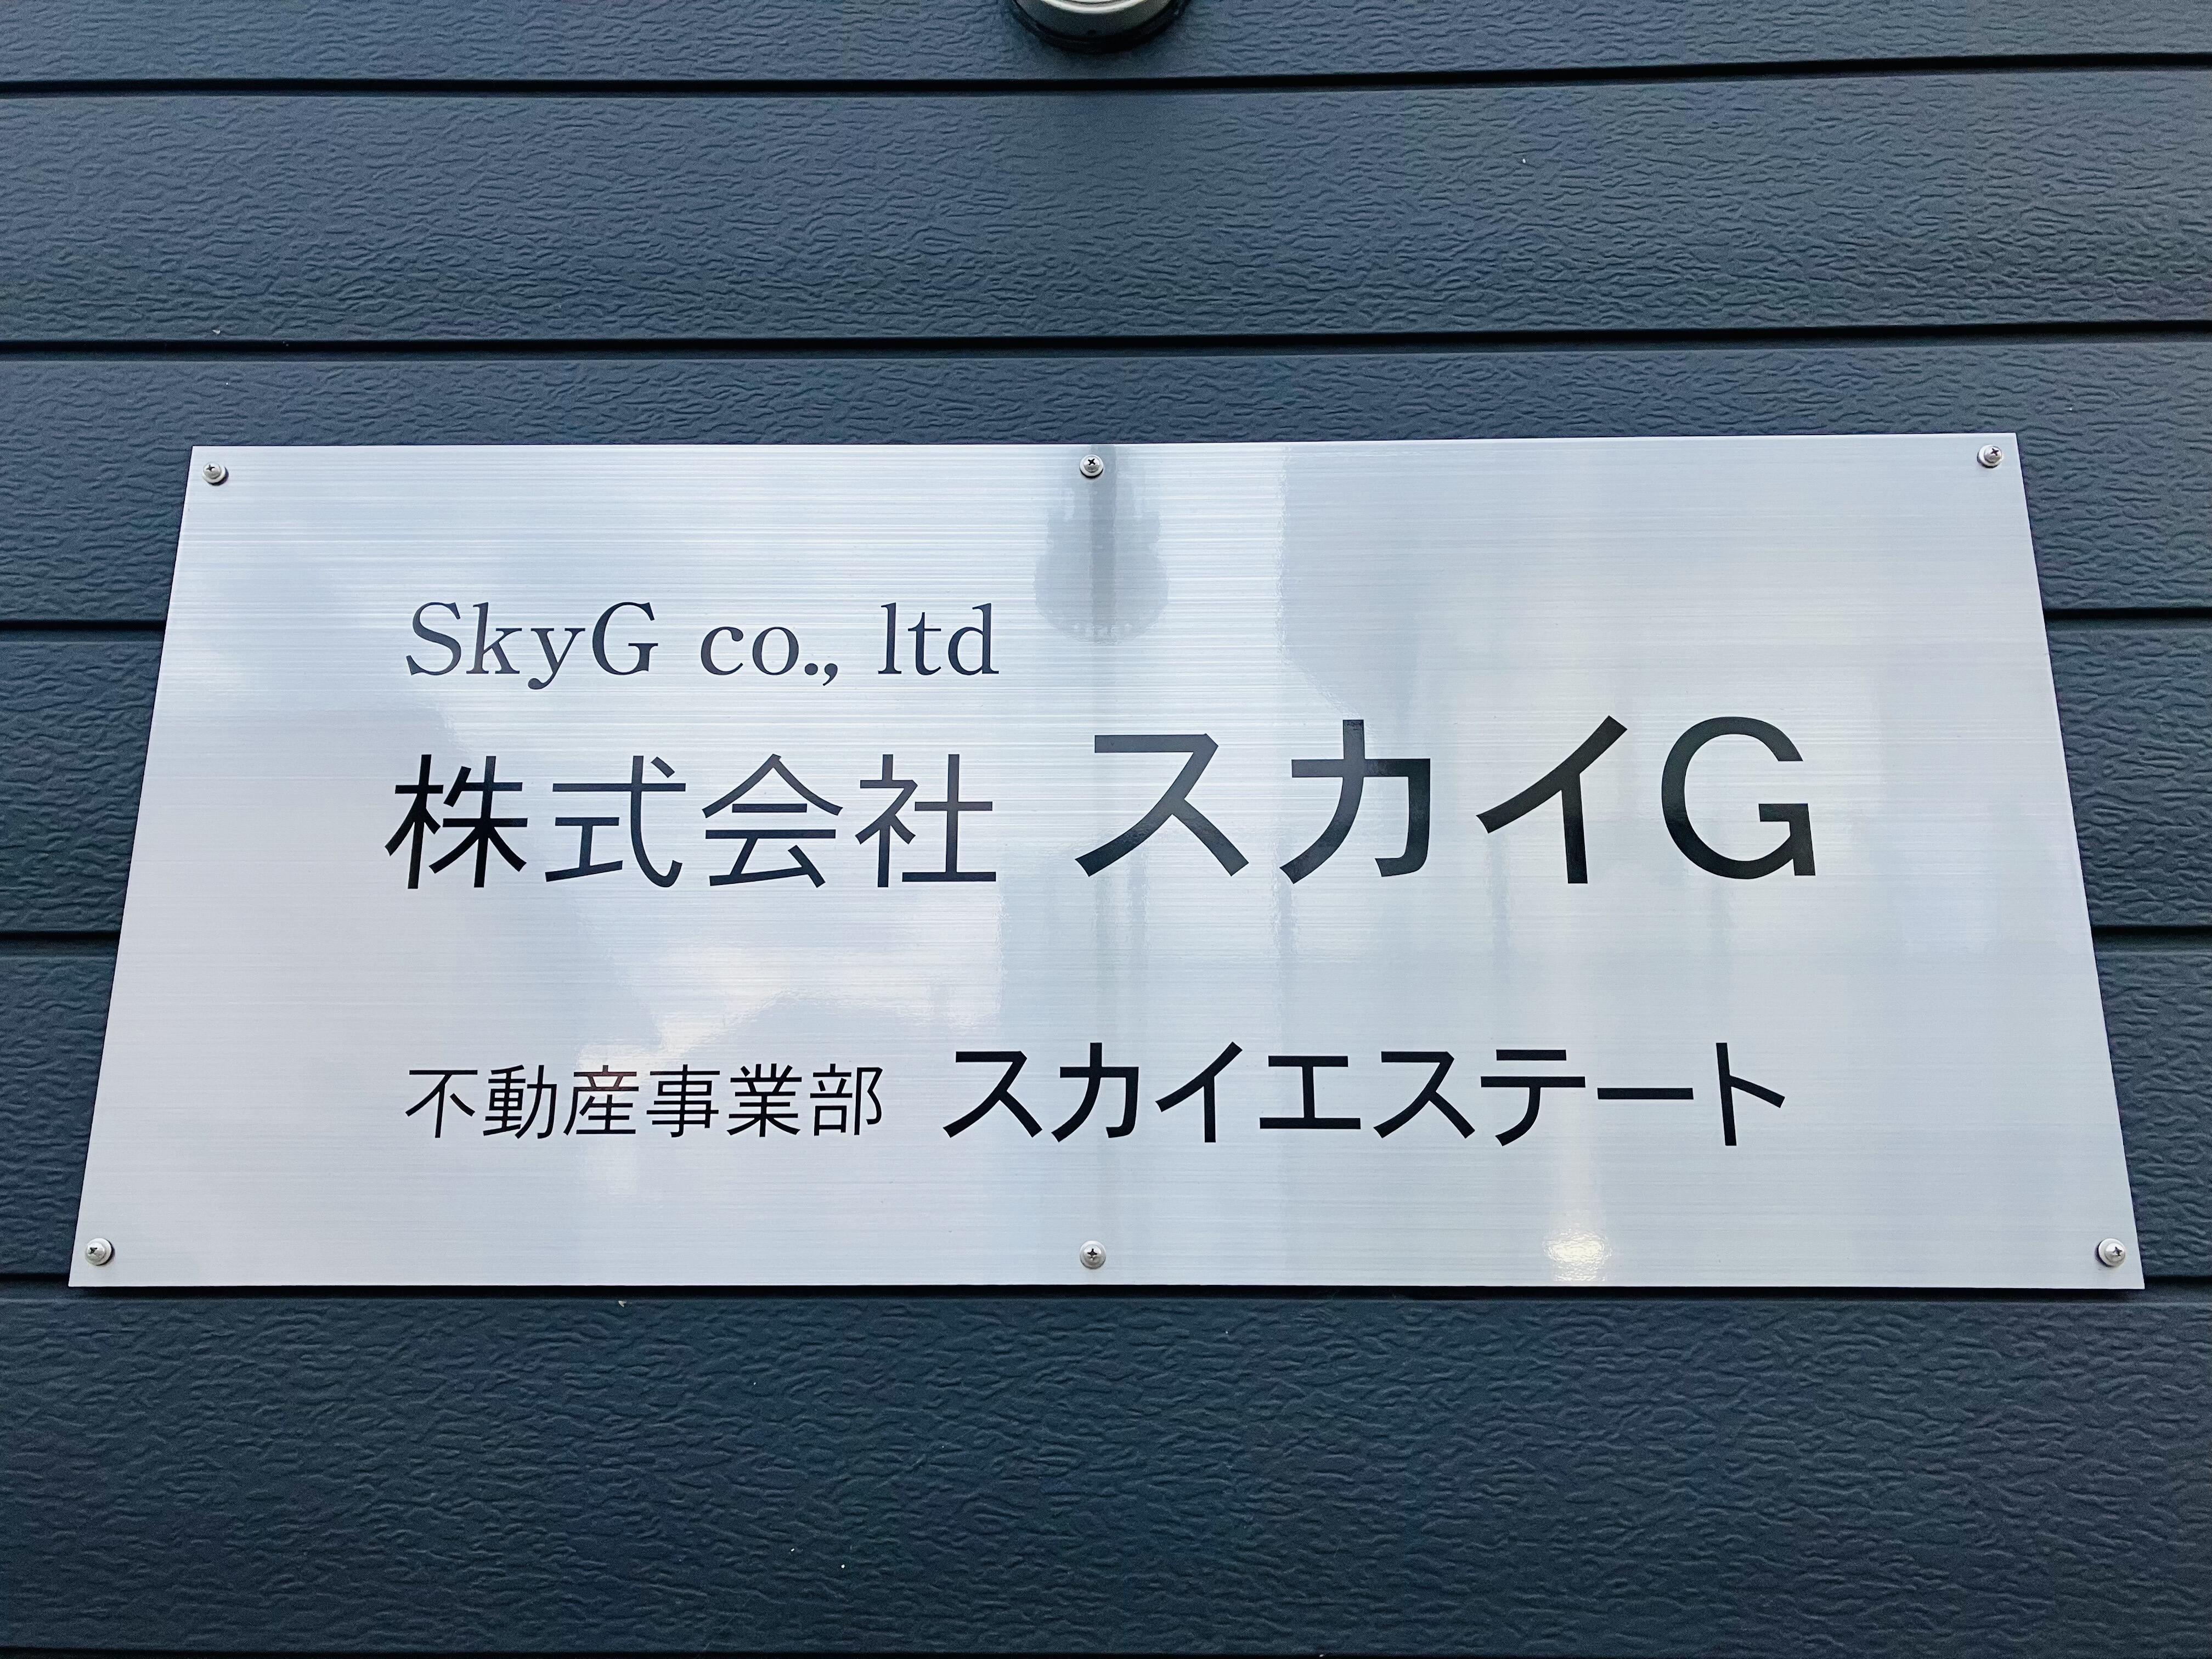 SkyG co., ltd
株式会社 スカイG
不動産事業部 スカイエステート